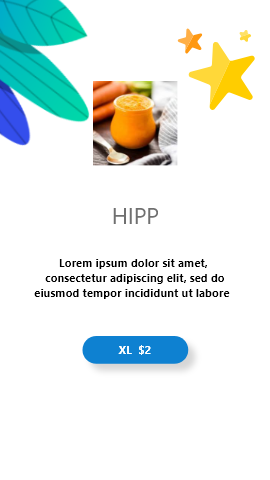 HIPP
Lorem ipsum dolor sit amet,
consectetur adipiscing elit, sed do
eiusmod tempor incididunt ut labore
XL $2